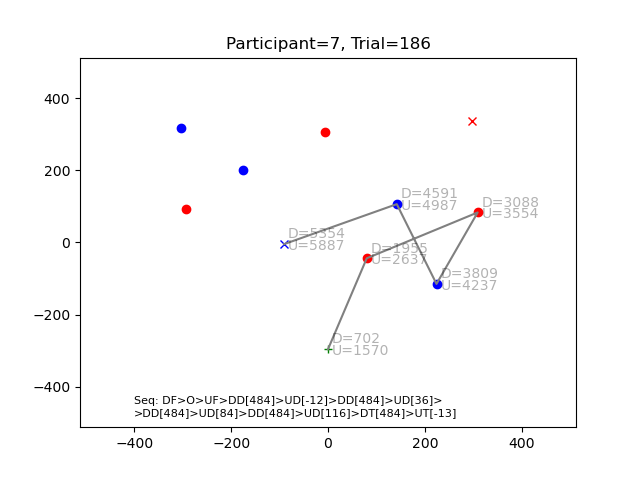 Participant=7, Trial=186
400
200
0
−200
−400
D=4591
U=4987
D=3088
U=3554
D=5354
U=5887
D=1955
U=2637
D=3809
U=4237
D=702
U=1570
Seq: DF>O>UF>DD[484]>UD[-12]>DD[484]>UD[36]>
>DD[484]>UD[84]>DD[484]>UD[116]>DT[484]>UT[-13]
−400 −200 0 200 400